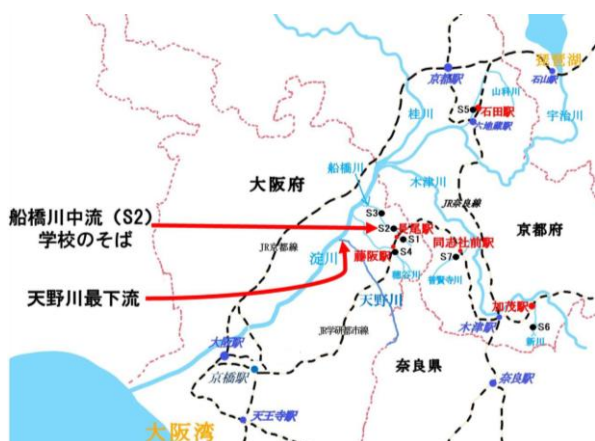 琵琶湖
京都駅
石山駅
山科川
S5
石田駅
六地蔵駅
桂川
宇治川
船橋川
木津川
大阪府
JR奈良線
船橋川中流（S2）
学校のそば
S3
S2
長尾駅
S1
京都府
JR京都線
淀川
藤阪駅
S4
同志社前駅
S7
穂谷川
普賢寺川
天野川最下流
天野川
加茂駅
JR学研都市線
木津駅
S6
新川
大阪駅
奈良県
京橋駅
奈良駅
天王寺駅
大阪湾